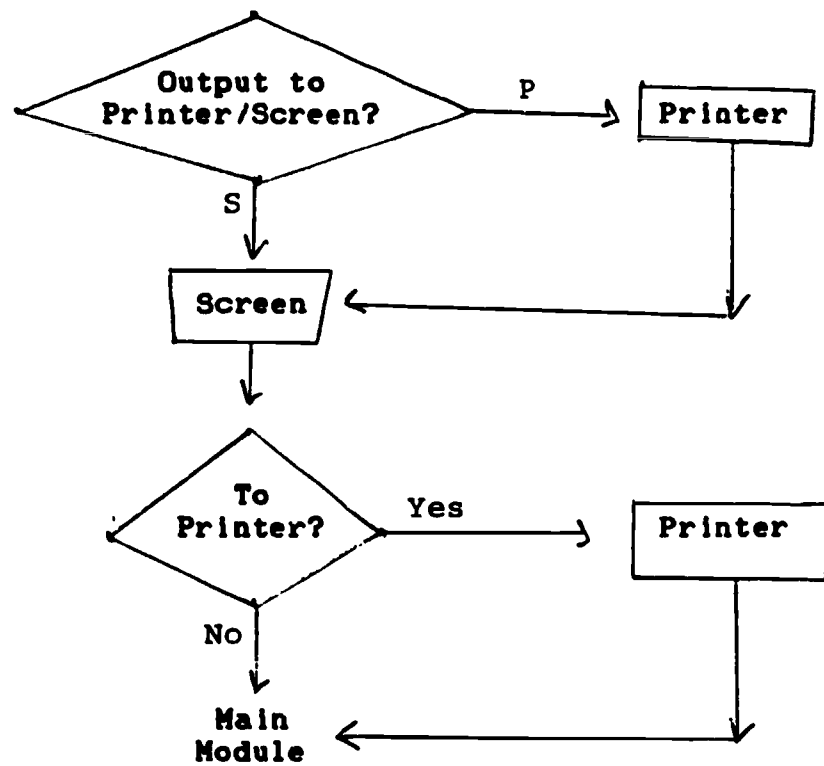 Output to
Printer/Screen?
P
Printer
S
Screen
To
Printer?
Yes
Printer
No
Main
Module